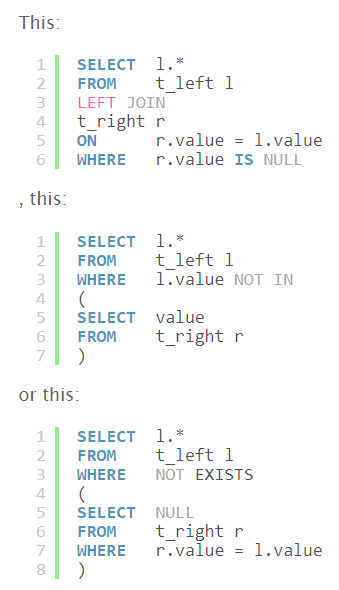 This:
1 SELECT l.*
2 FROM t_left l
3 LEFT JOIN
4 t_right r
5 ON r.value = l.value
6 WHERE r.value IS NULL
, this:
1 SELECT l.*
2 FROM t_left l
3 WHERE l.value NOT IN
4 (
5 SELECT value
6 FROM t_right r
7 )
or this:
1 SELECT l.*
2 FROM t_left l
3 WHERE NOT EXISTS
4 (
5 SELECT NULL
6 FROM t_right r
7 WHERE r.value = l.value
8 )